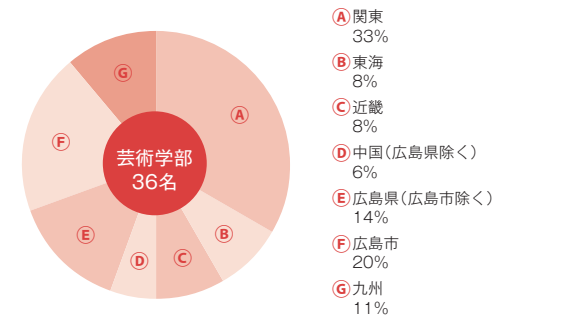 芸術学部
36名
A
B
C
D
E
F
G
Ⓐ関東
33%
Ⓑ東海
8%
Ⓒ近畿
8%
Ⓓ中国(広島県除く)
6%
Ⓔ広島県(広島市除く)
14%
Ⓕ広島市
20%
Ⓖ九州
11%